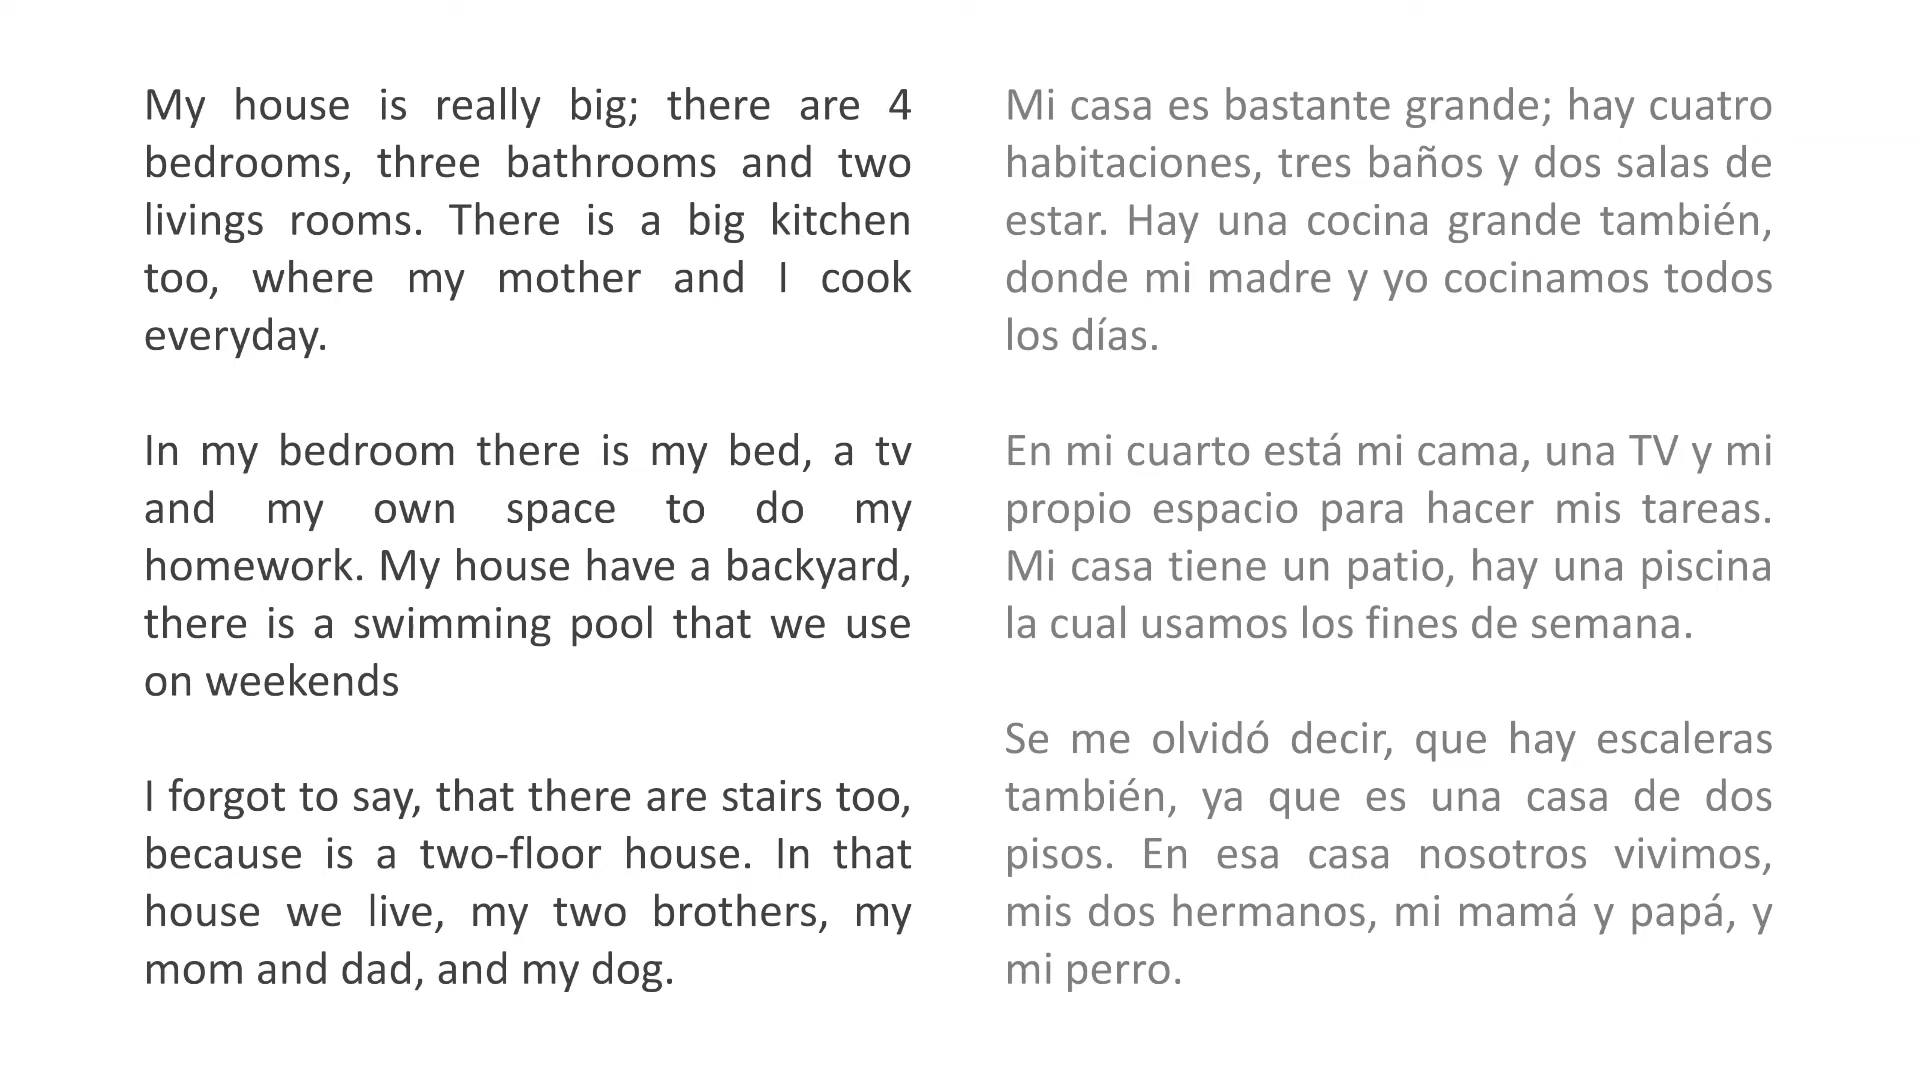 My house is really big; there are 4
bedrooms, three bathrooms and two
livings rooms. There is a big kitchen
too, where my mother and I cook
everyday.
In my bedroom there is my bed, a tv
and my own space to do my
homework. My house have a backyard,
there is a swimming pool that we use
on weekends
I forgot to say, that there are stairs too,
because is a two-floor house. In that
house we live, my two brothers, my
mom and dad, and my dog.
Mi casa es bastante grande; hay cuatro
habitaciones, tres baños y dos salas de
estar. Hay una cocina grande también,
donde mi madre y yo cocinamos todos
los días.
En mi cuarto está mi cama, una TV y mi
propio espacio para hacer mis tareas.
Mi casa tiene un patio, hay una piscina
la cual usamos los fines de semana.
Se me olvidó decir, que hay escaleras
también, ya que es una casa de dos
pisos. En esa casa nosotros vivimos,
mis dos hermanos, mi mamá y papá, y
mi perro.